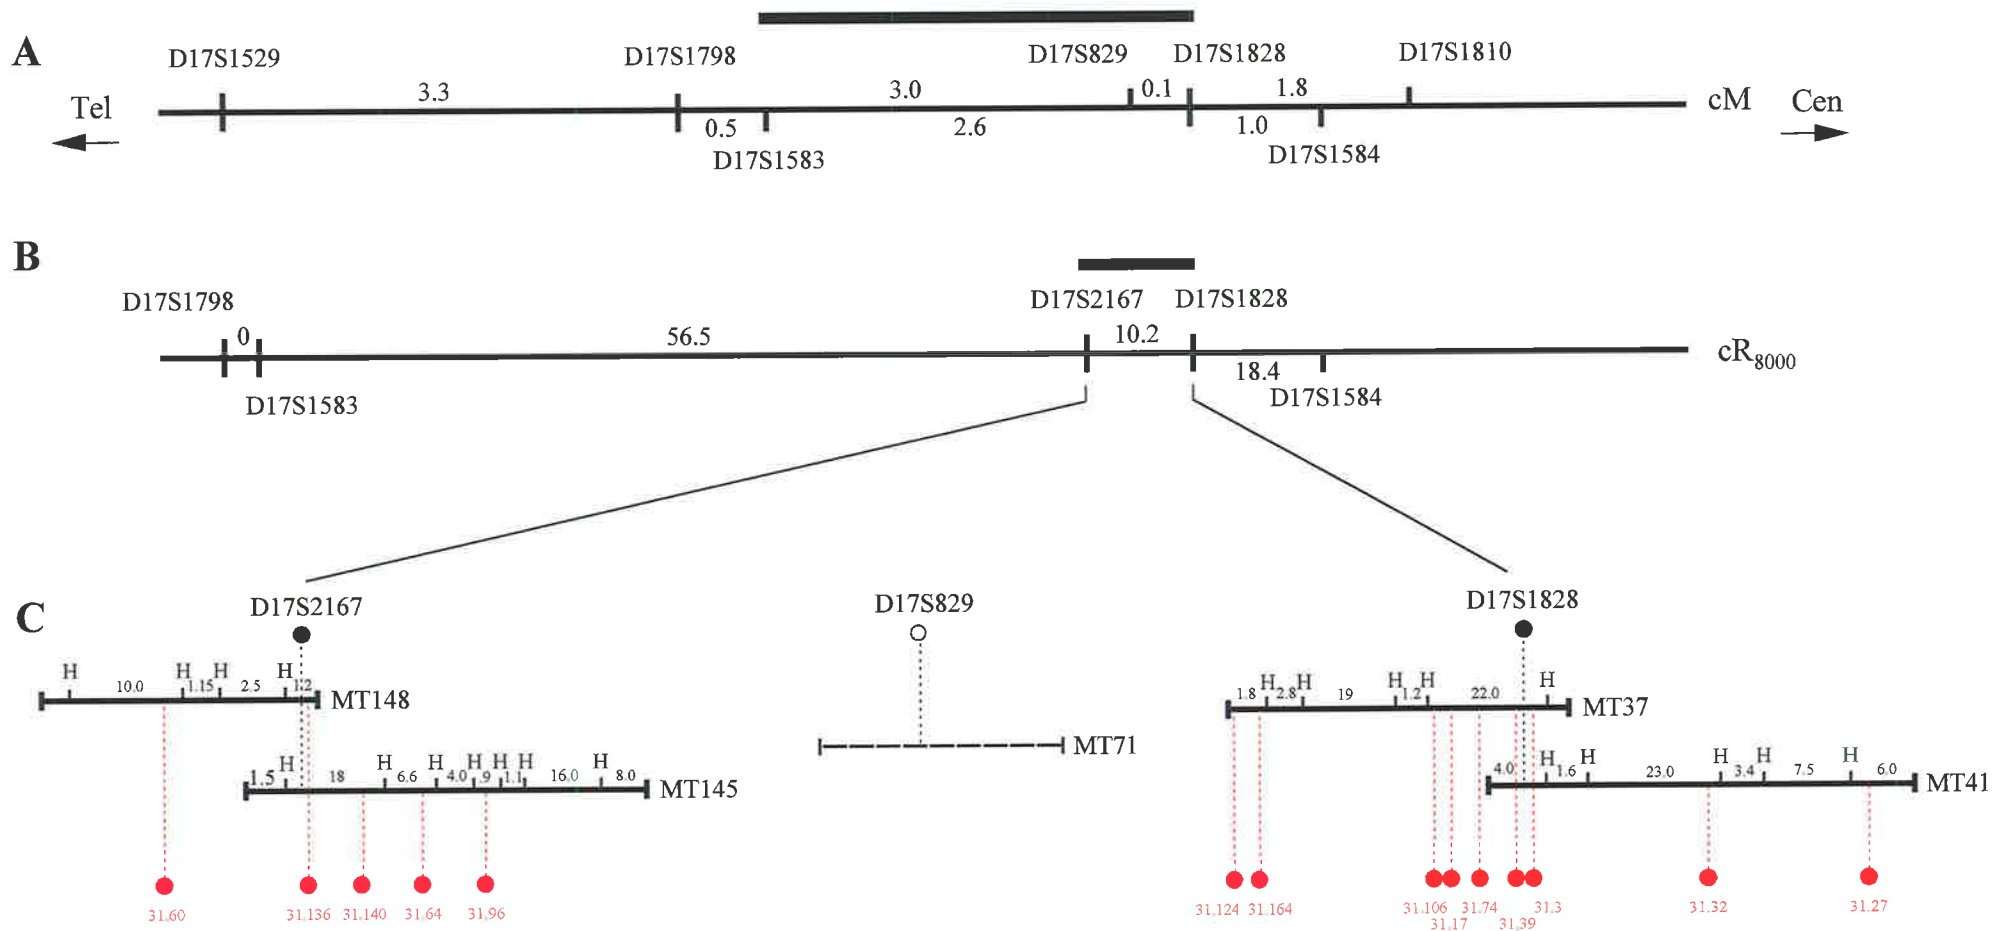 A
D17S1529 D17S1798 D17S829 D17S1828 D17S1810
Tel 3.3 3.0 0.1 1.8 cM Cen
0.5 2.6 1.0
D17S1583 D17S1584
B
D17S1798 D17S2167 D17S1828
0 56.5 10.2 cR8000
18.4
D17S1583 D17S1584
C
D17S2167 D17S829 D17S1828
H H H H H H H H H
10.0 1.15 2.5 1.2 MT148 1.8 2.8 19 1.2 22.0 MT37
MT71
H H H H H H H H H H H H
1.5 18 6.6 4.0 .9 1.1 16.0 8.0 MT145 4.0 1.6 23.0 3.4 7.5 6.0 MT41
31.60 31.136 31.140 31.64 31.96 31.124 31.164 31.106 31.74 31.3 31.32 31.27
31.17 31.39